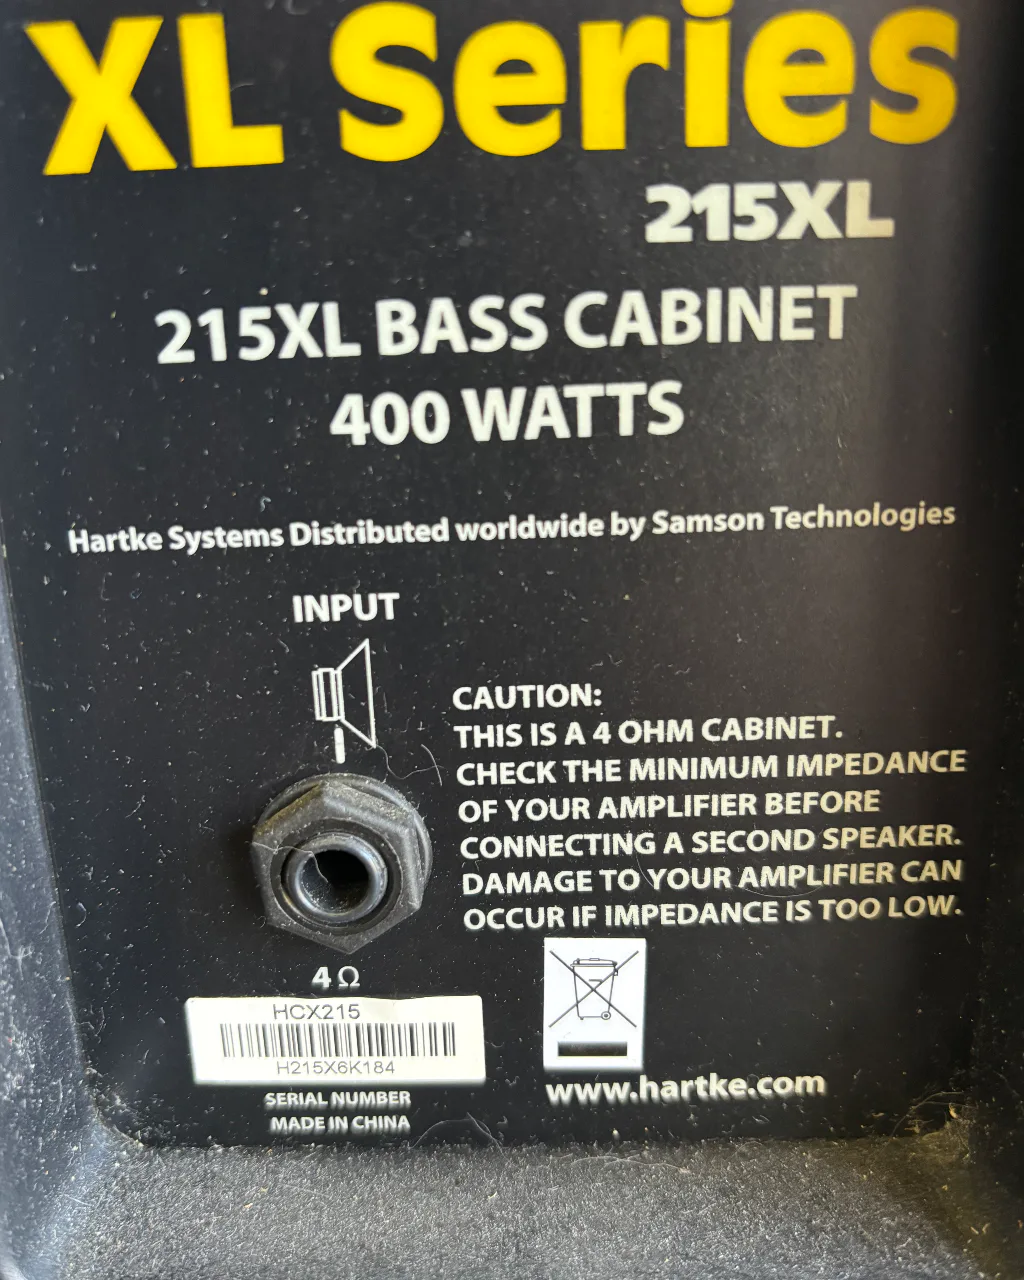 XL Series
215XL
215XL BASS CABINET
400 WATTS
Hartke Systems Distributed worldwide by Samson Technologies
INPUT
CAUTION:
THIS IS A 4 OHM CABINET.
CHECK THE MINIMUM IMPEDANCE
OF YOUR AMPLIFIER BEFORE
CONNECTING A SECOND SPEAKER.
DAMAGE TO YOUR AMPLIFIER CAN
OCCUR IF IMPEDANCE IS TOO LOW.
4 Ω
HCX215
H215X6K184
SERIAL NUMBER
MADE IN CHINA
www.hartke.com